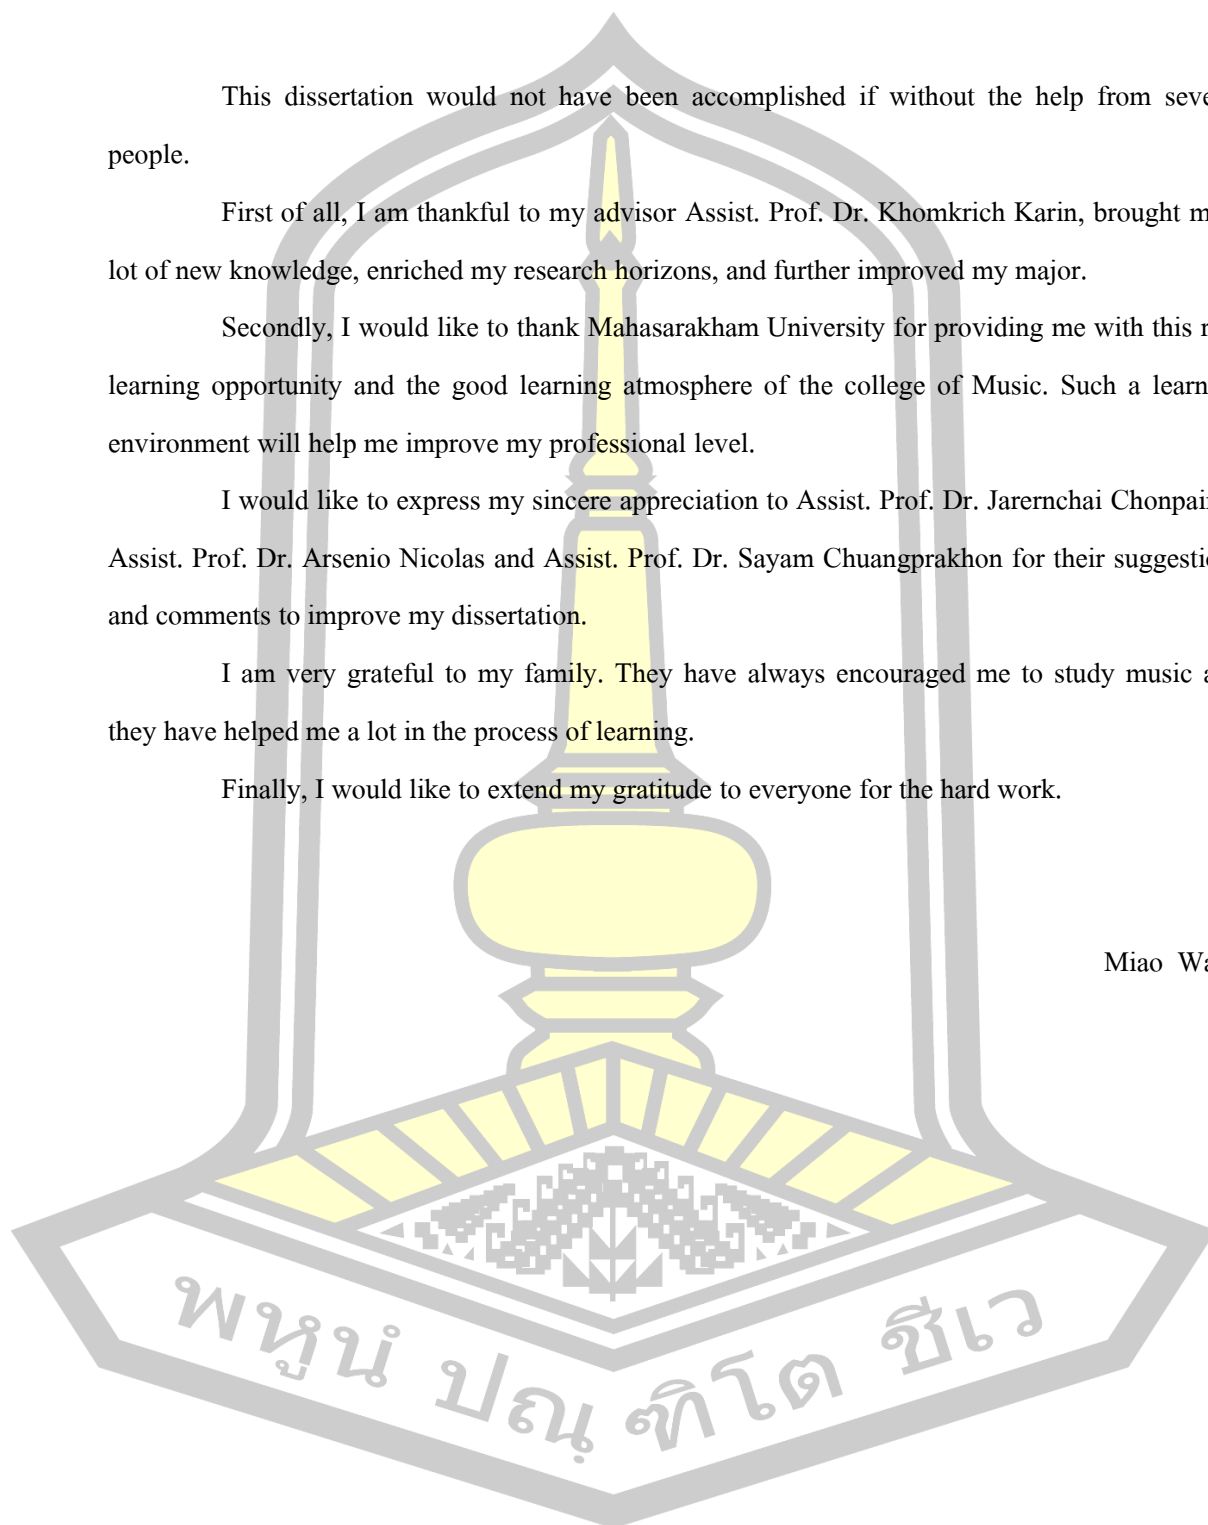 This dissertation would not have been accomplished if without the help from seve
people.
First of all, I am thankful to my advisor Assist. Prof. Dr. Khomkrich Karin, brought m
lot of new knowledge, enriched my research horizons, and further improved my major.
Secondly, I would like to thank Mahasarakham University for providing me with this r
learning opportunity and the good learning atmosphere of the college of Music. Such a learn
environment will help me improve my professional level.
I would like to express my sincere appreciation to Assist. Prof. Dr. Jarernchai Chonpair
Assist. Prof. Dr. Arsenio Nicolas and Assist. Prof. Dr. Sayam Chuangprakhon for their suggestio
and comments to improve my dissertation.
I am very grateful to my family. They have always encouraged me to study music a
they have helped me a lot in the process of learning.
Finally, I would like to extend my gratitude to everyone for the hard work.
Miao Wa
พหูนํ ปณฺฑิโต ชีเว